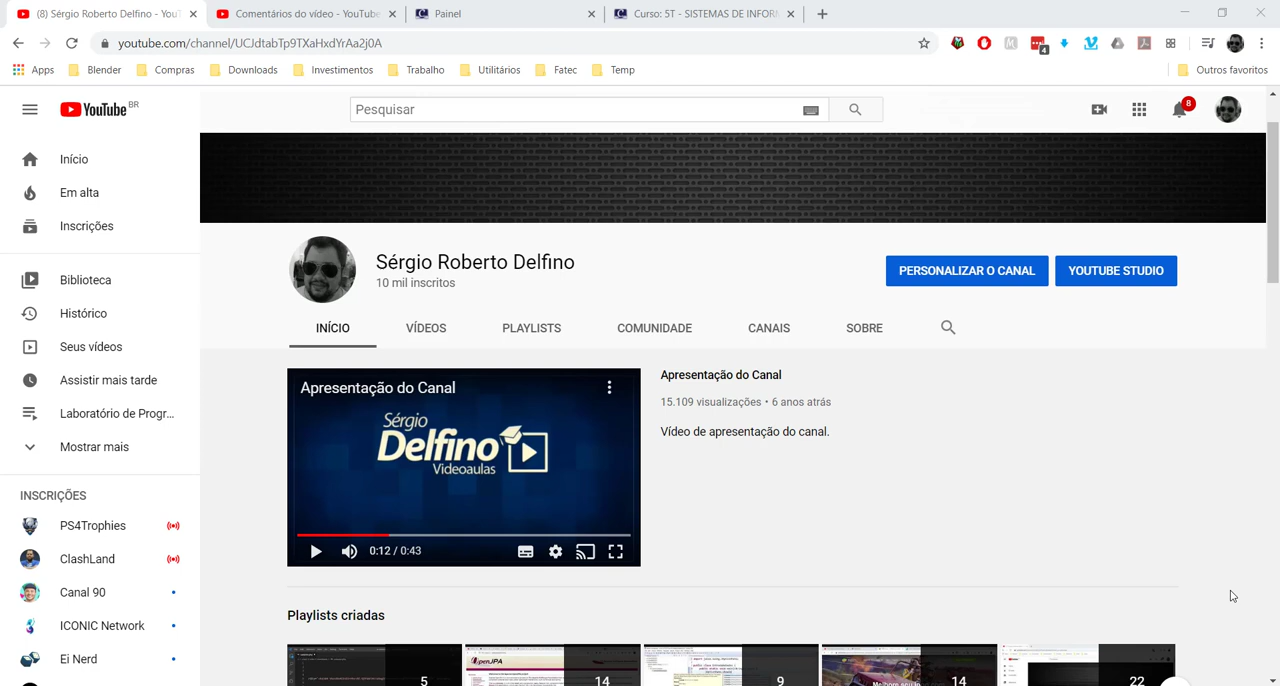 (8) Sérgio Roberto Delfino - YouT
Comentários do vídeo - YouTube
Painel
Curso: 5T - SISTEMAS DE INFORM
youtube.com/channel/UCJdtabTp9TXaHxdYrAa2j0A
4
Apps
Blender
Compras
Downloads
Investimentos
Trabalho
Utilitários
Fatec
Temp
Outros favoritos
YouTube BR
Pesquisar
8
Início
Em alta
Inscrições
Biblioteca
Histórico
Seus vídeos
Assistir mais tarde
Laboratório de Progr...
Mostrar mais
INSCRIÇÕES
PS4Trophies
ClashLand
Canal 90
ICONIC Network
Ei Nerd
Sérgio Roberto Delfino
10 mil inscritos
PERSONALIZAR O CANAL
YOUTUBE STUDIO
INÍCIO
VÍDEOS
PLAYLISTS
COMUNIDADE
CANAIS
SOBRE
Apresentação do Canal
Sérgio
Delfino
Videoaulas
0:12 / 0:43
Apresentação do Canal
15.109 visualizações • 6 anos atrás
Vídeo de apresentação do canal.
Playlists criadas
5
OpenJPA
14
9
14
22